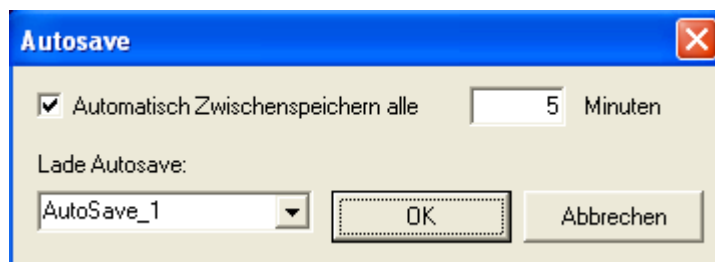 Autosave
Automatisch Zwischenspeichern alle 5 Minuten
Lade Autosave:
AutoSave_1 OK Abbrechen